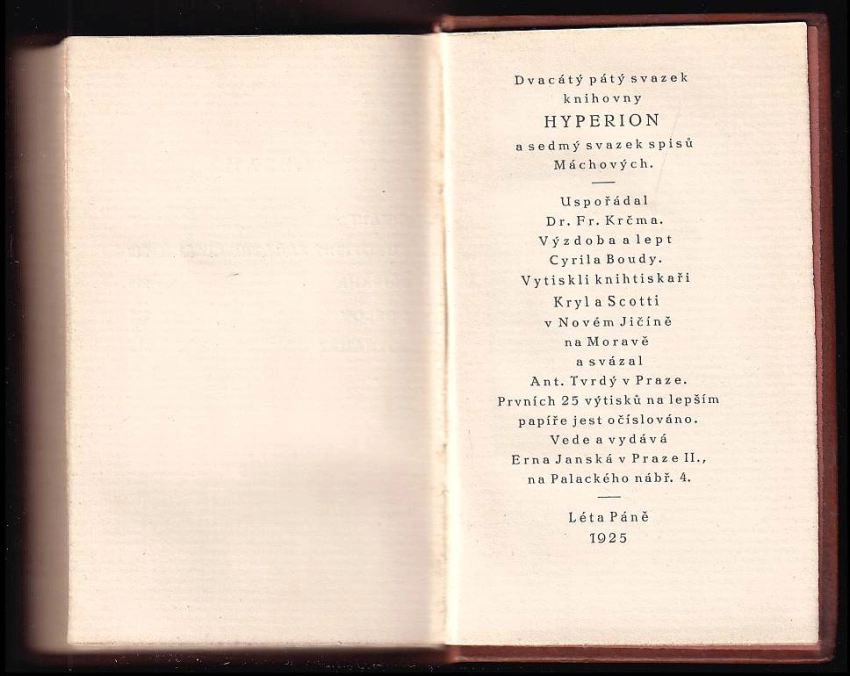 Dvacátý pátý svazek
knihovny
HYPERION
a sedmý svazek spisů
Máchových.
Uspořádal
Dr. Fr. Krčma.
Výzdoba a lept
Cyrila Boudy.
Vytiskli knihtiskaři
Kryl a Scotti
v Novém Jičíně
na Moravě
a svázal
Ant. Tvrdý v Praze.
Prvních 25 výtisků na lepším
papíře jest očíslováno.
Vede a vydává
Erna Janská v Praze II.,
na Palackého nábř. 4.
Léta Páně
1925